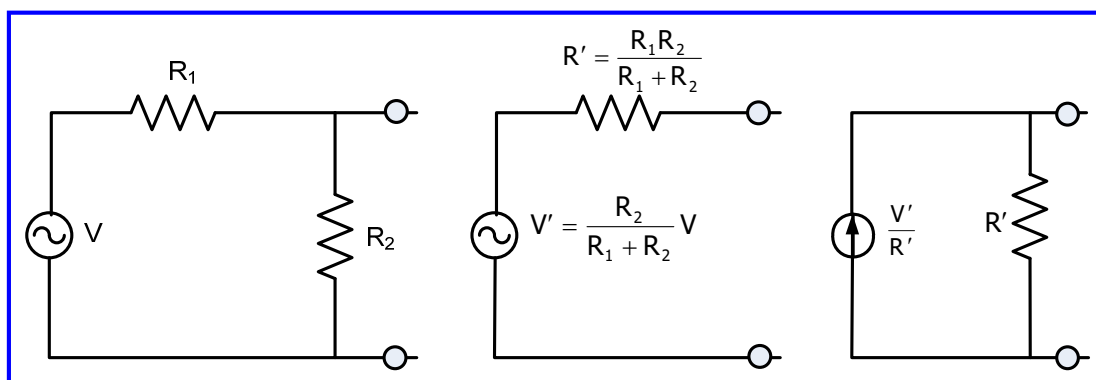 R₁
V
R₂
R′ = R₁R₂ / R₁ + R₂
V′ = R₂ / R₁ + R₂ V
V′ / R′
R′